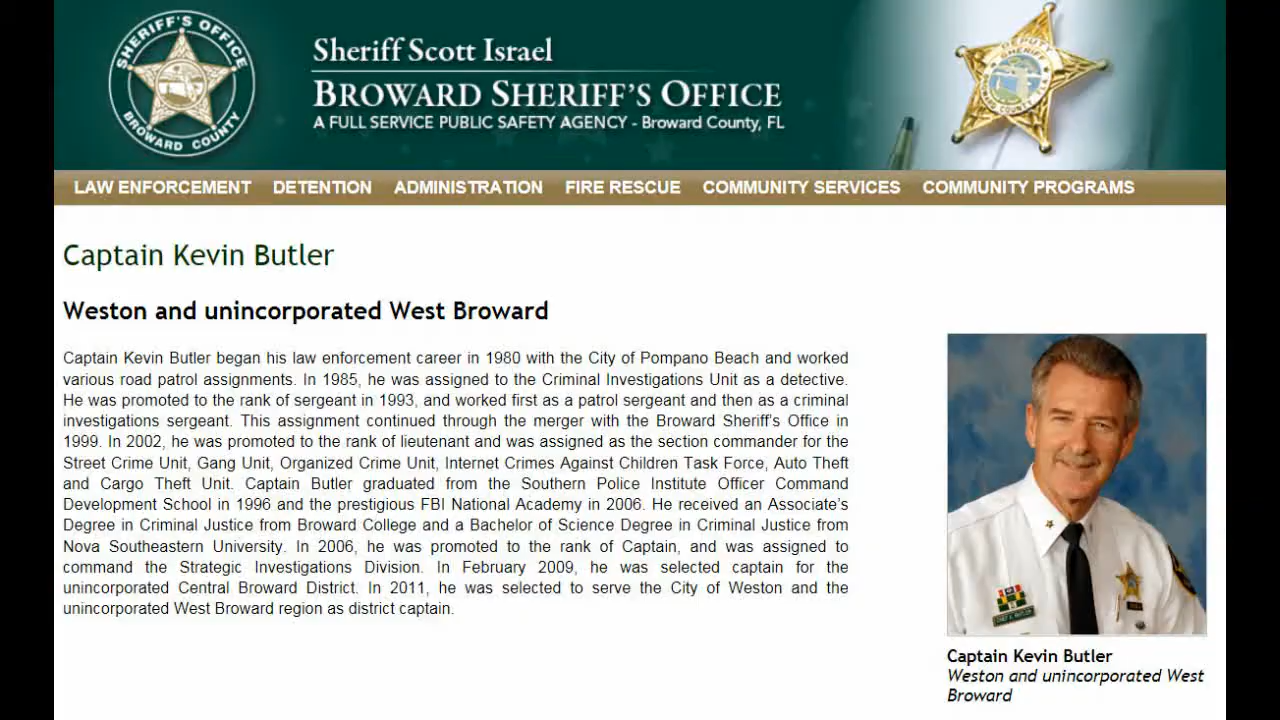 SHERIFF'S OFFICE
BROWARD COUNTY
Sheriff Scott Israel
BROWARD SHERIFF'S OFFICE
A FULL SERVICE PUBLIC SAFETY AGENCY - Broward County, FL
DEPUTY
SHERIFF
LAW ENFORCEMENT DETENTION ADMINISTRATION FIRE RESCUE COMMUNITY SERVICES COMMUNITY PROGRAMS
Captain Kevin Butler
Weston and unincorporated West Broward
Captain Kevin Butler began his law enforcement career in 1980 with the City of Pompano Beach and worked
various road patrol assignments. In 1985, he was assigned to the Criminal Investigations Unit as a detective.
He was promoted to the rank of sergeant in 1993, and worked first as a patrol sergeant and then as a criminal
investigations sergeant. This assignment continued through the merger with the Broward Sheriff's Office in
1999. In 2002, he was promoted to the rank of lieutenant and was assigned as the section commander for the
Street Crime Unit, Gang Unit, Organized Crime Unit, Internet Crimes Against Children Task Force, Auto Theft
and Cargo Theft Unit. Captain Butler graduated from the Southern Police Institute Officer Command
Development School in 1996 and the prestigious FBI National Academy in 2006. He received an Associate's
Degree in Criminal Justice from Broward College and a Bachelor of Science Degree in Criminal Justice from
Nova Southeastern University. In 2006, he was promoted to the rank of Captain, and was assigned to
command the Strategic Investigations Division. In February 2009, he was selected captain for the
unincorporated Central Broward District. In 2011, he was selected to serve the City of Weston and the
unincorporated West Broward region as district captain.
Captain Kevin Butler
Weston and unincorporated West
Broward